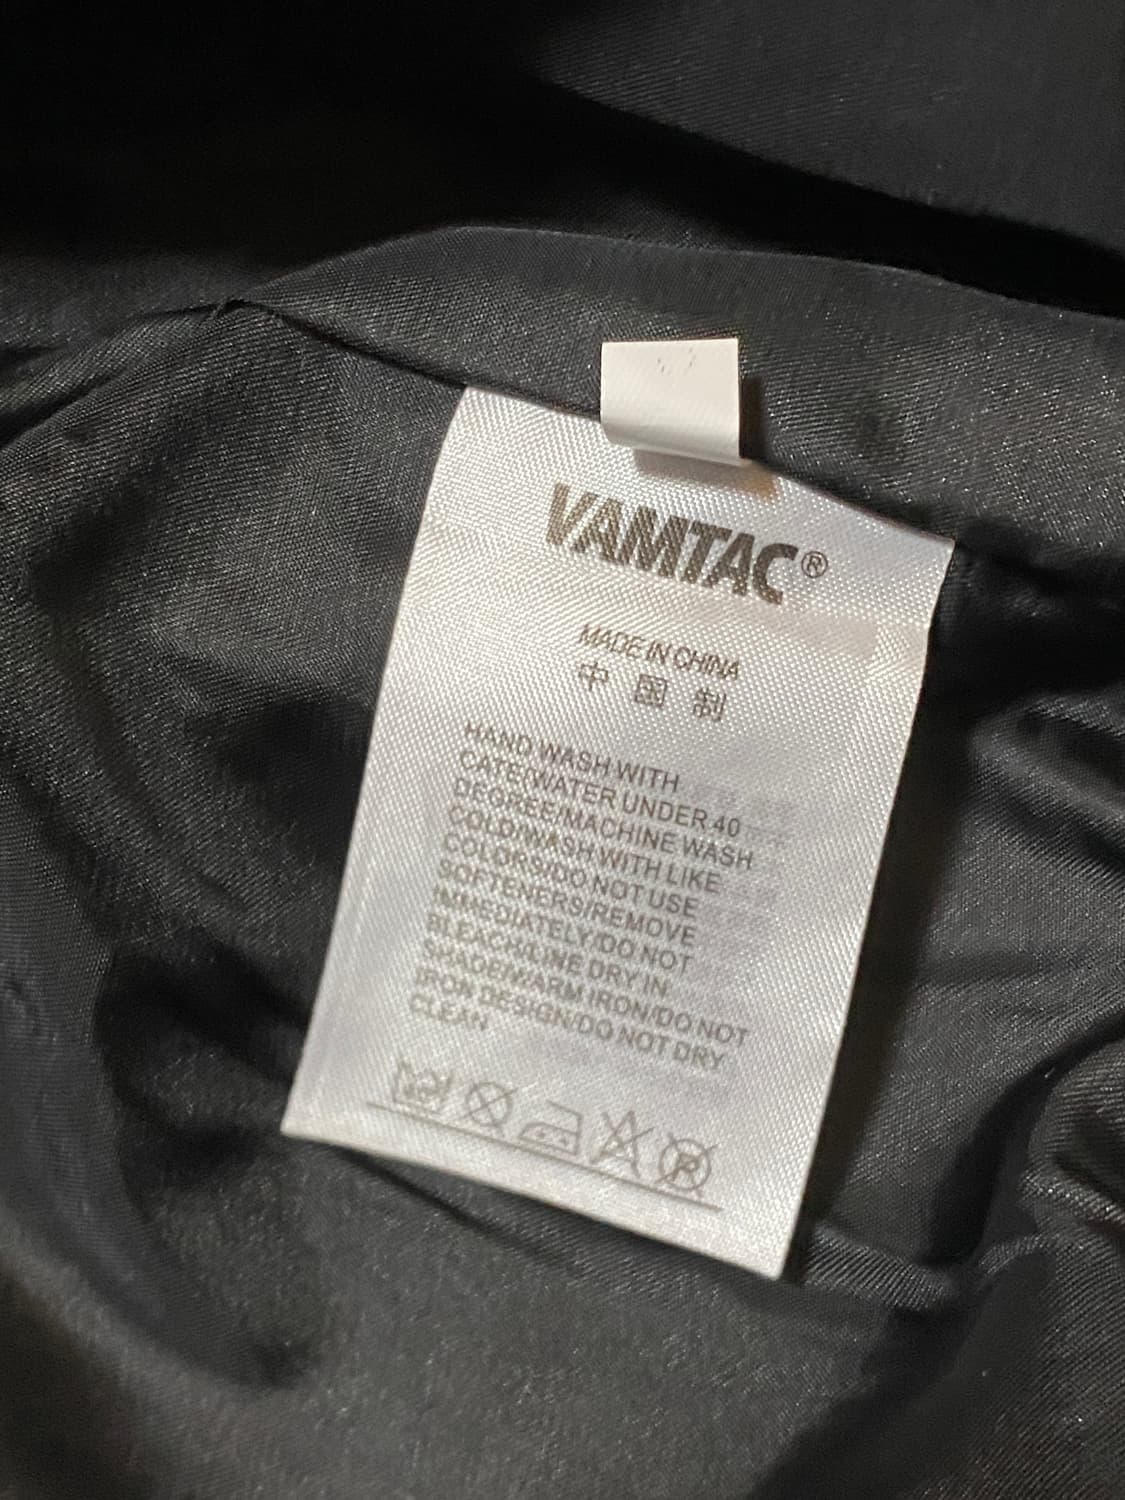 VAMTAC®
MADE IN CHINA
中 国 制
HAND WASH WITH
CATE/WATER UNDER 40
DEGREE/MACHINE WASH
COLD/WASH WITH LIKE
COLORS/DO NOT USE
SOFTENERS/REMOVE
IMMEDIATELY/DO NOT
BLEACH/LINE DRY IN
SHADE/WARM IRON/DO NOT
IRON DESIGN/DO NOT DRY
CLEAN
R